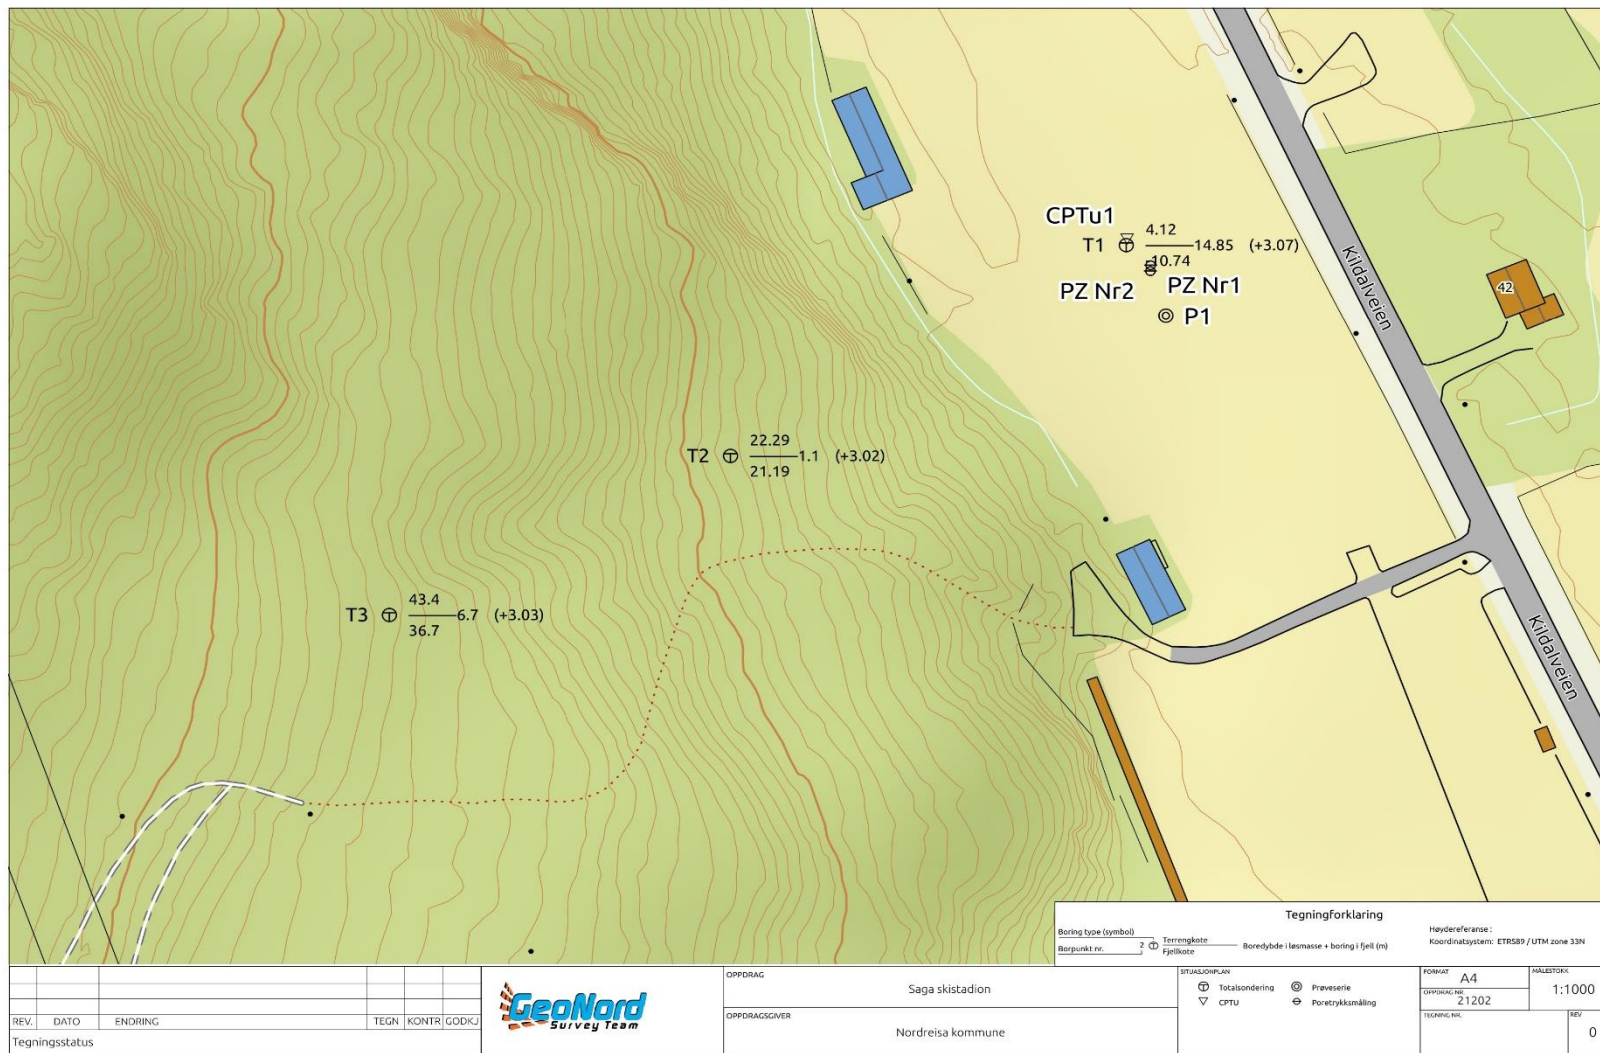 CPTu1
T1 4.12 14.85 (+3.07)
10.74
PZ Nr2 PZ Nr1
P1
Kildalveien
42
T2 22.29 1.1 (+3.02)
21.19
T3 43.4 6.7 (+3.03)
36.7
Kildalveien
Tegningforklaring
Boring type (symbol)
Borpunkt nr. 2 Terrengkote
Fjellkote
Boredybde i løsmasse + boring i fjell (m)
Høydereferanse :
Koordinatsystem: ETRS89 / UTM zone 33N
REV. DATO ENDRING TEGN KONTR GODKJ
Tegningsstatus
GeoNord
Survey Team
OPPDRAG
Saga skistadion
OPPDRAGSGIVER
Nordreisa kommune
SITUASJONPLAN
Totalsondering Prøveserie
CPTU Poretrykksmåling
FORMAT
A4
MÅLESTOKK
1:1000
OPPDRAG NR.
21202
TEGNING NR.
REV
0